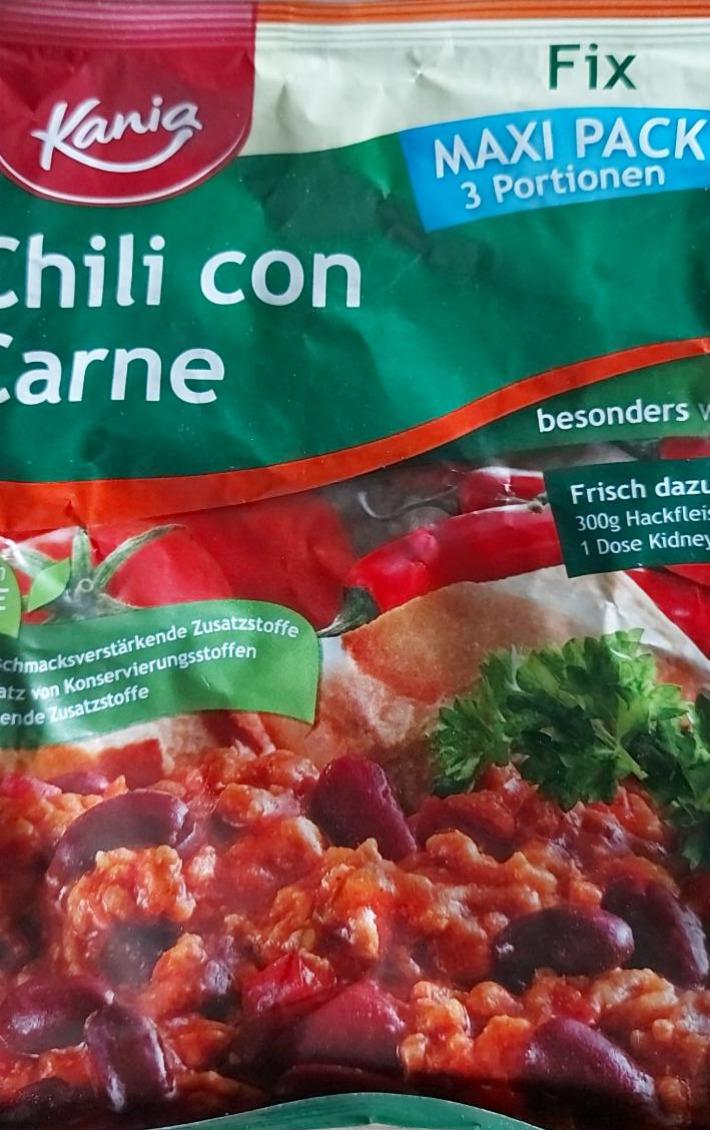 Kania
Fix
MAXI PACK
3 Portionen
Chili con
Carne
besonders
Frisch dazu
300g Hackfleis
1 Dose Kidney
schmacksverstärkende Zusatzstoffe
atz von Konservierungsstoffen
ende Zusatzstoffe